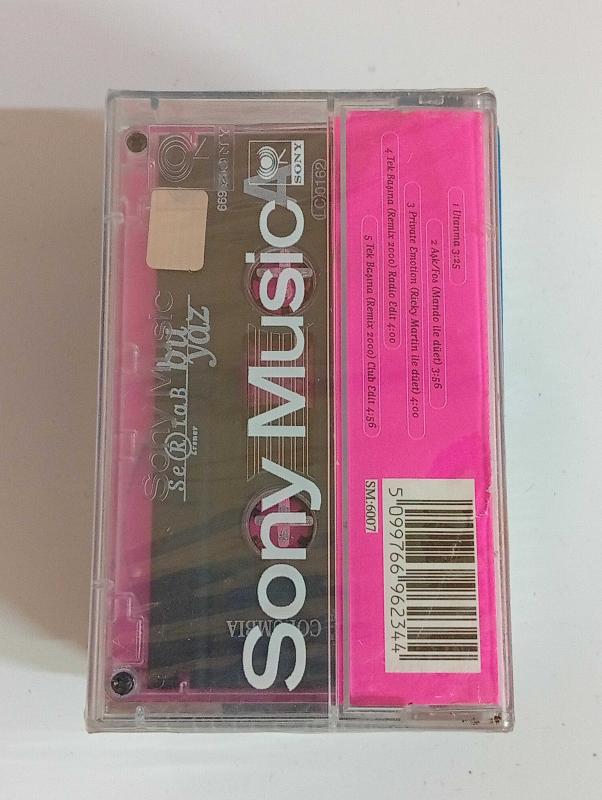 1 Utanma 3:25
2 Aşk/Fos (Mando ile düet) 3:56
3 Private Emotion (Ricky Martin ile düet) 4:00
4 Tek Başına (Remix 2000) Radio Edit 4:00
5 Tek Başına (Remix 2000) Club Edit 4:56
SM:6007
5 099766 962344
SONY
Sony Music
COLUMBIA
SONY MUSIC
SeRtaB bu yaz
Erener